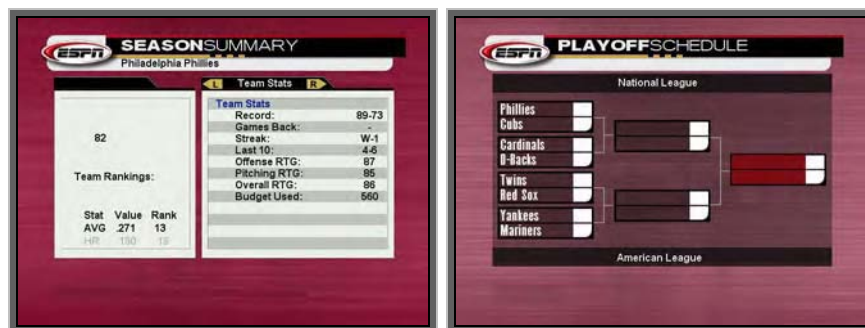 ESPN SEASONSUMMARY
Philadelphia Phillies
L Team Stats R
82
Team Rankings:
Stat Value Rank
AVG .271 13
HR 150 18
Team Stats
Record: 89-73
Games Back: -
Streak: W-1
Last 10: 4-6
Offense RTG: 87
Pitching RTG: 85
Overall RTG: 86
Budget Used: 560
ESPN PLAYOFFSCHEDULE
National League
Phillies
Cubs
Cardinals
D-Backs
Twins
Red Sox
Yankees
Mariners
American League